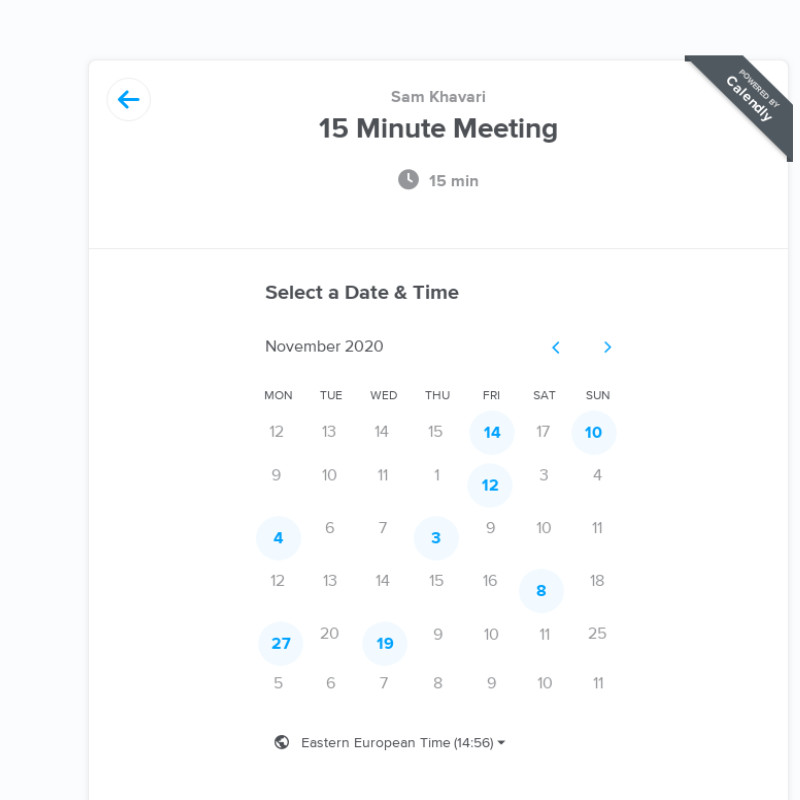 POWERED BY
Calendly
Sam Khavari
15 Minute Meeting
15 min
Select a Date & Time
November 2020
MON TUE WED THU FRI SAT SUN
12 13 14 15 14 17 10
9 10 11 1 12 3 4
4 6 7 3 9 10 11
12 13 14 15 16 8 18
27 20 19 9 10 11 25
5 6 7 8 9 10 11
Eastern European Time (14:56)